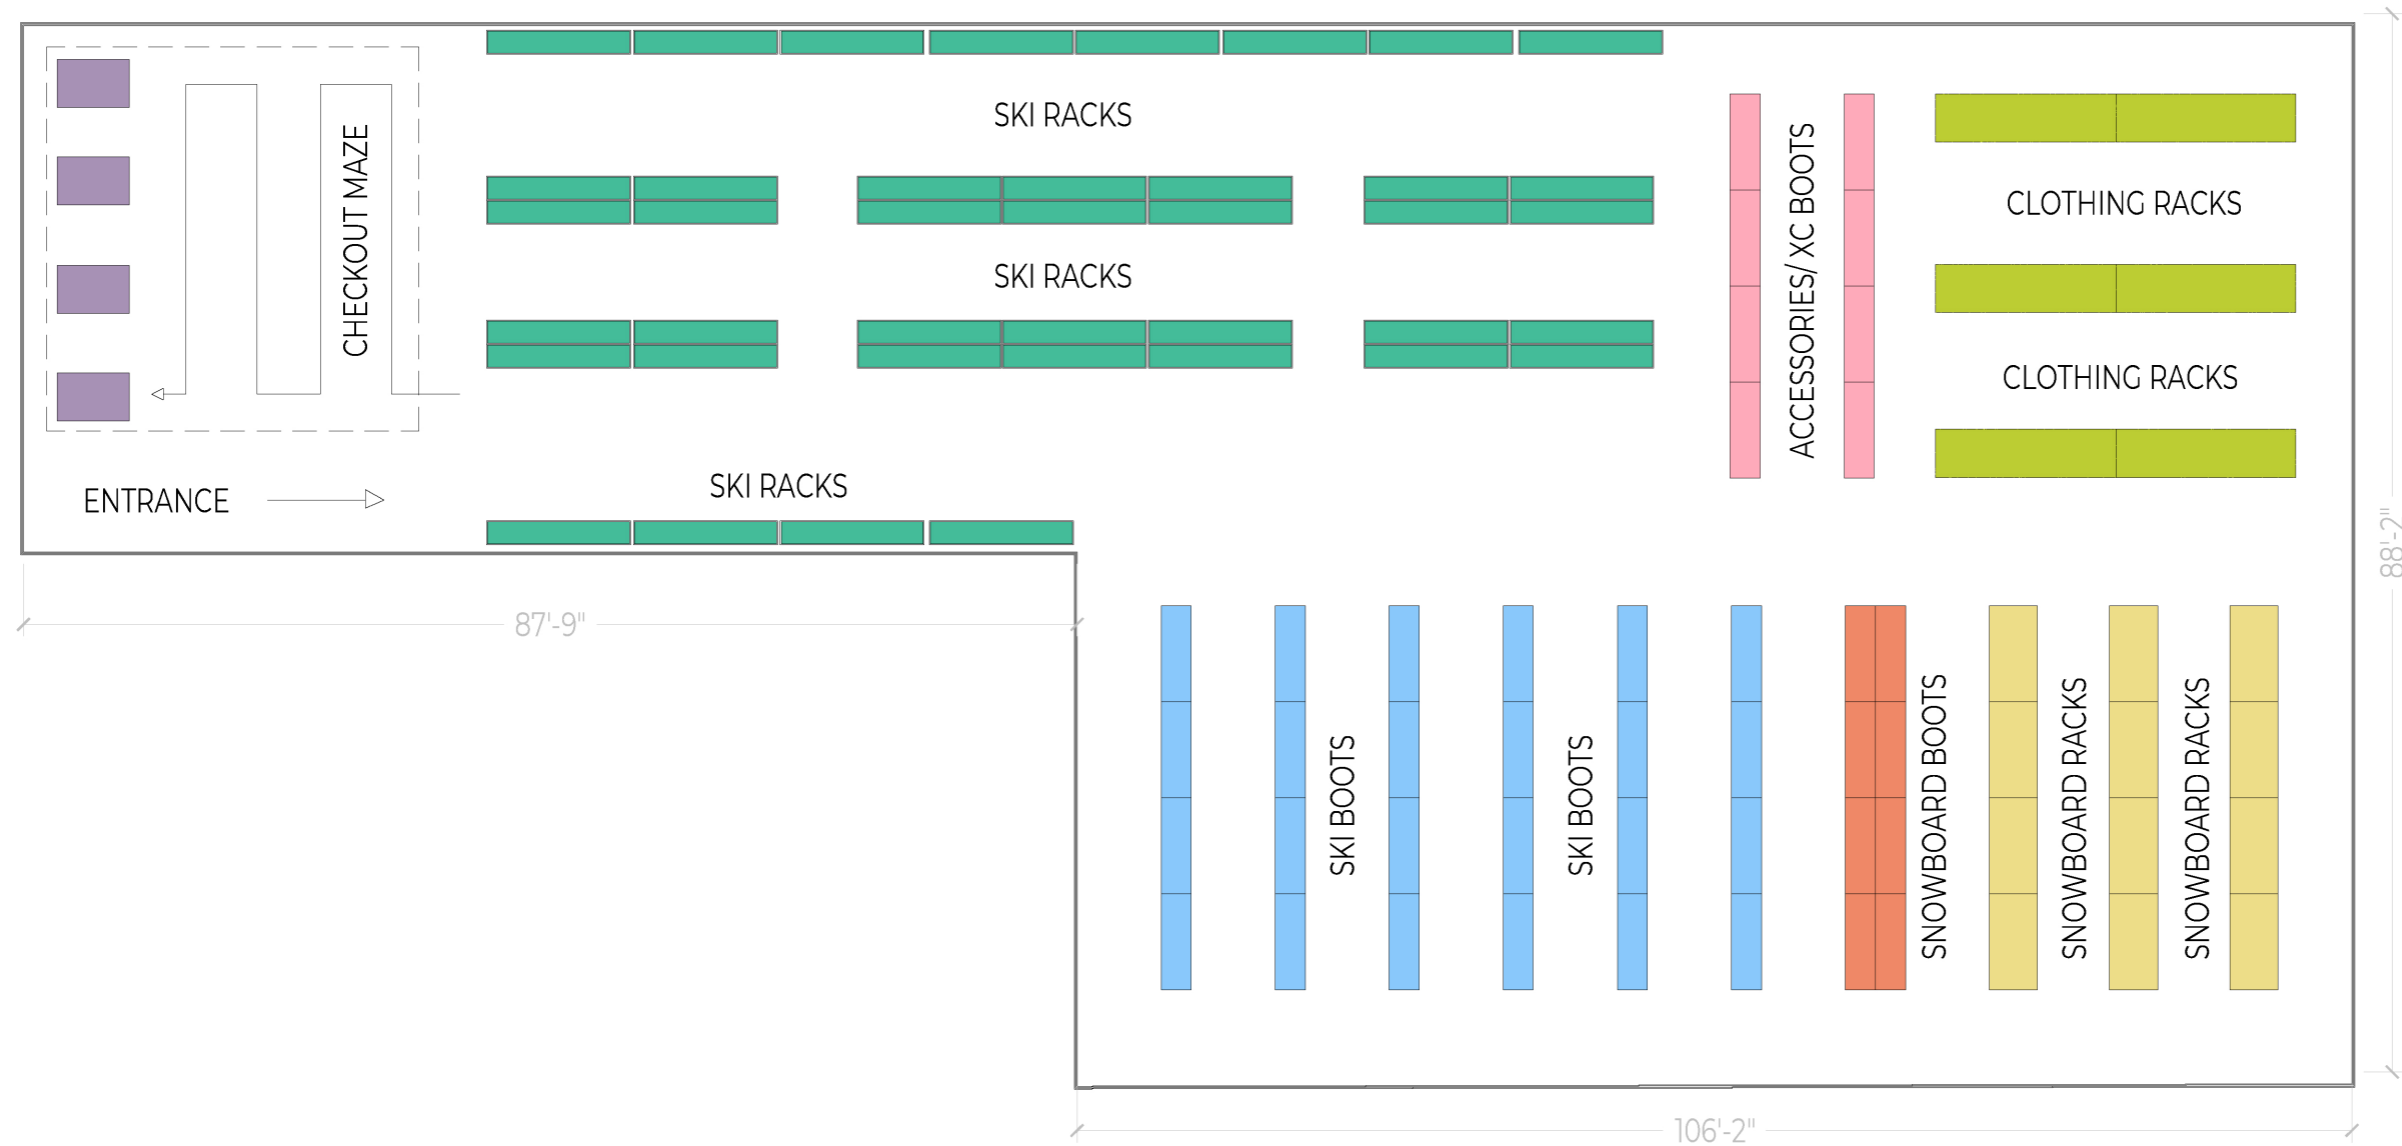 SKI RACKS
CHECKOUT MAZE
ACCESSORIES/ XC BOOTS
CLOTHING RACKS
SKI RACKS
CLOTHING RACKS
SKI RACKS
ENTRANCE
88'-2"
87'-9"
SKI BOOTS
SKI BOOTS
SNOWBOARD BOOTS
SNOWBOARD RACKS
SNOWBOARD RACKS
106'-2"